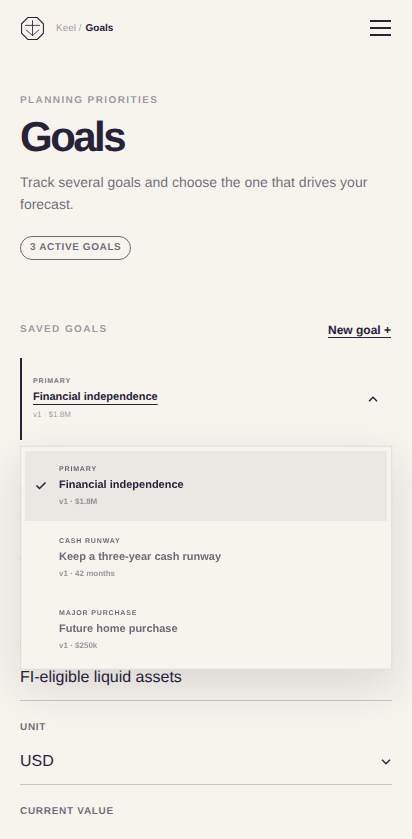 Keel / Goals
PLANNING PRIORITIES
Goals
Track several goals and choose the one that drives your
forecast.
3 ACTIVE GOALS
SAVED GOALS
New goal +
PRIMARY
Financial independence
v1 · $1.8M
PRIMARY
Financial independence
v1 · $1.8M
CASH RUNWAY
Keep a three-year cash runway
v1 · 42 months
MAJOR PURCHASE
Future home purchase
v1 · $250k
FI-eligible liquid assets
UNIT
USD
CURRENT VALUE